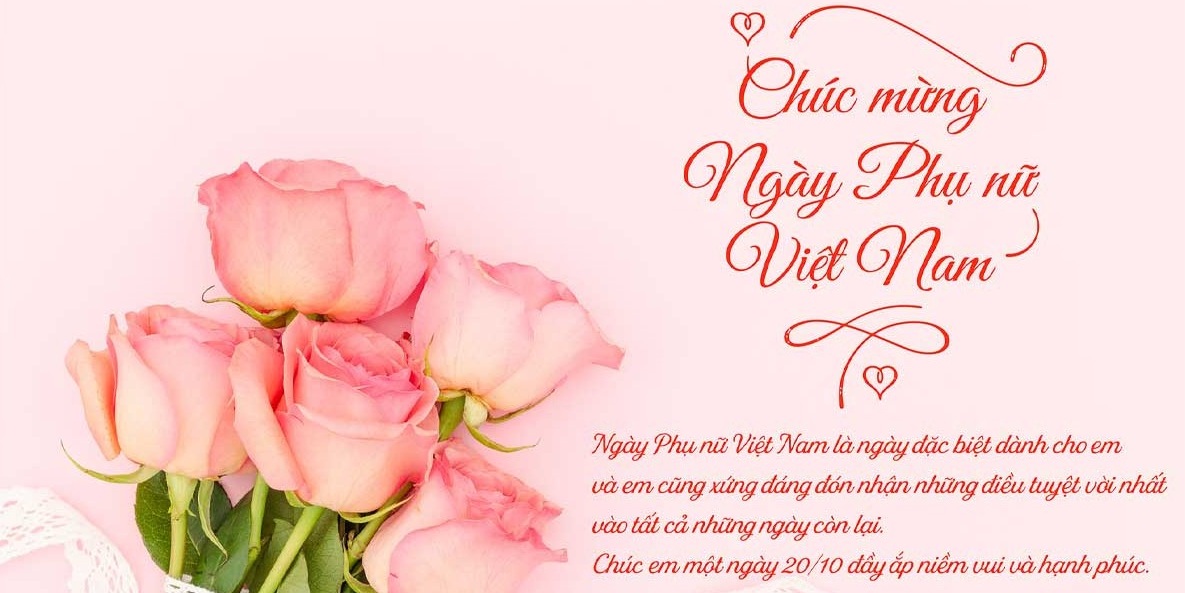 Chúc mừng
Ngày Phụ nữ
Việt Nam
Ngày Phụ nữ Việt Nam là ngày đặc biệt dành cho em
và em cũng xứng đáng đón nhận những điều tuyệt vời nhất
vào tất cả những ngày còn lại.
Chúc em một ngày 20/10 đầy ắp niềm vui và hạnh phúc.